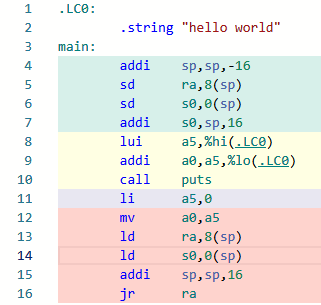 1 .LC0:
2 .string "hello world"
3 main:
4 addi sp,sp,-16
5 sd ra,8(sp)
6 sd s0,0(sp)
7 addi s0,sp,16
8 lui a5,%hi(.LC0)
9 addi a0,a5,%lo(.LC0)
10 call puts
11 li a5,0
12 mv a0,a5
13 ld ra,8(sp)
14 ld s0,0(sp)
15 addi sp,sp,16
16 jr ra